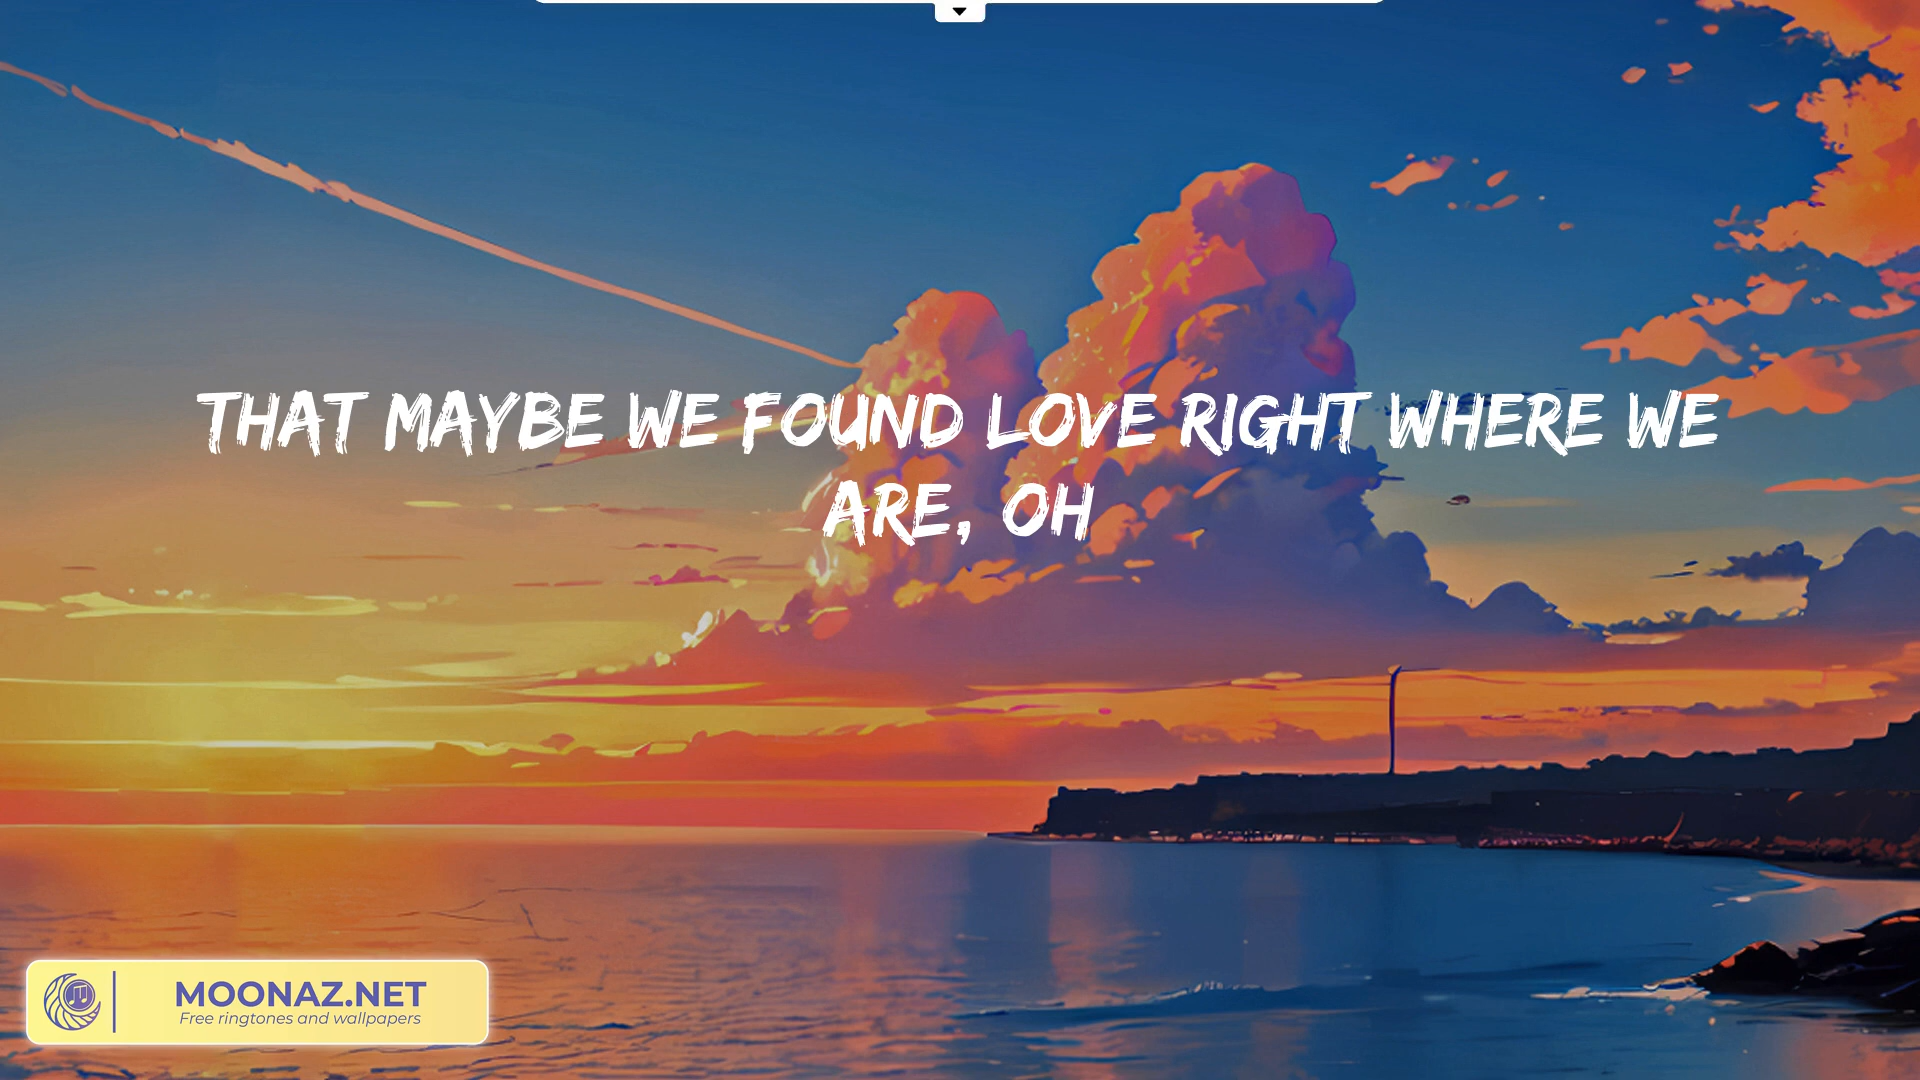 THAT MAYBE WE FOUND LOVE RIGHT WHERE WE
ARE, OH
MOONAZ.NET
Free ringtones and wallpapers